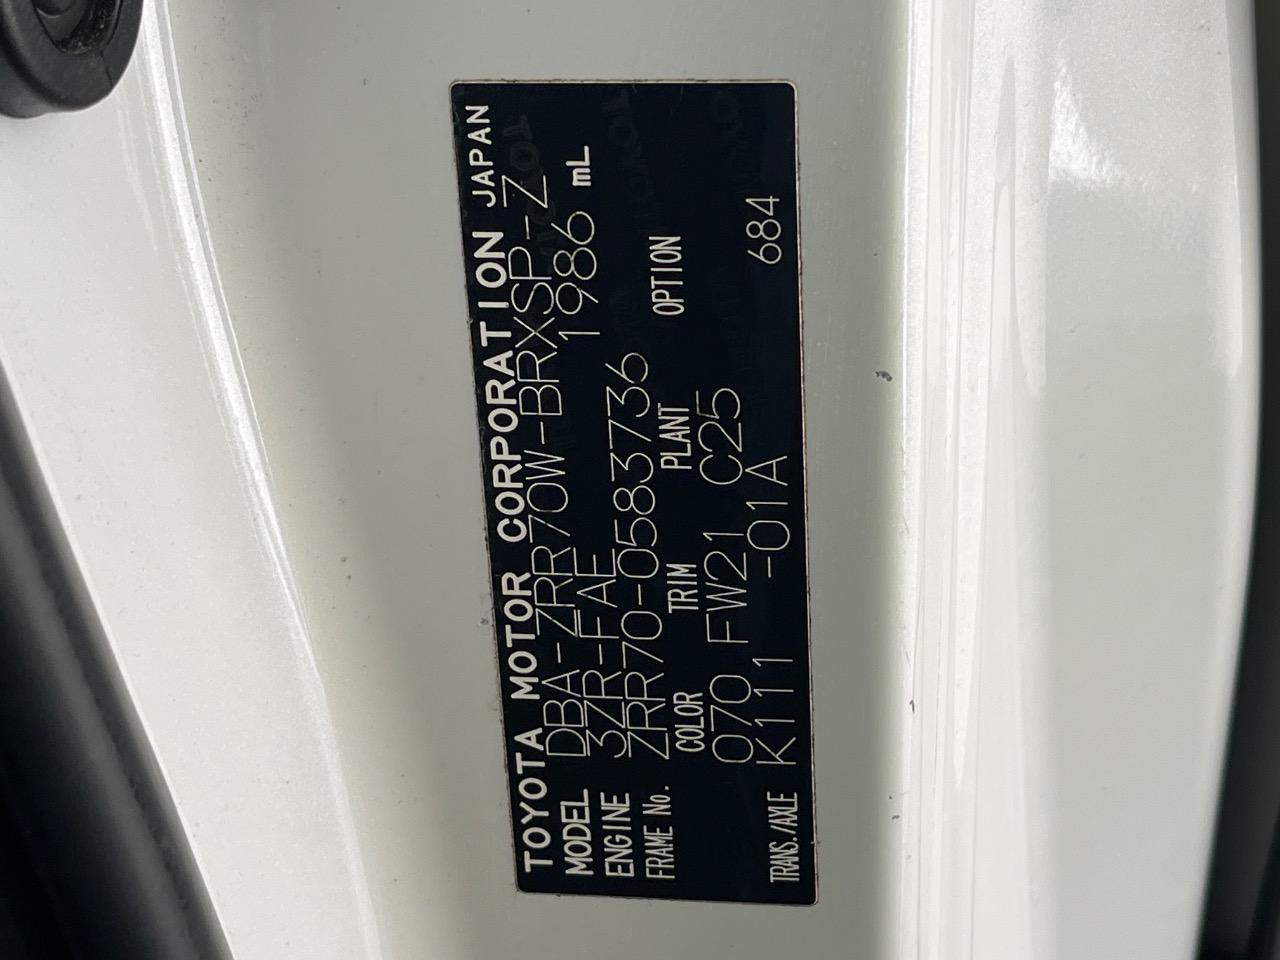 TOYOTA MOTOR CORPORATION JAPAN
MODEL DBA-ZRR70W-BRXSP-Z
ENGINE 3ZR-FAE 1986 mL
FRAME No. ZRR70-0583736
COLOR TRIM PLANT OPTION
070 FW21 C25
TRANS./AXLE K111 -01A 684